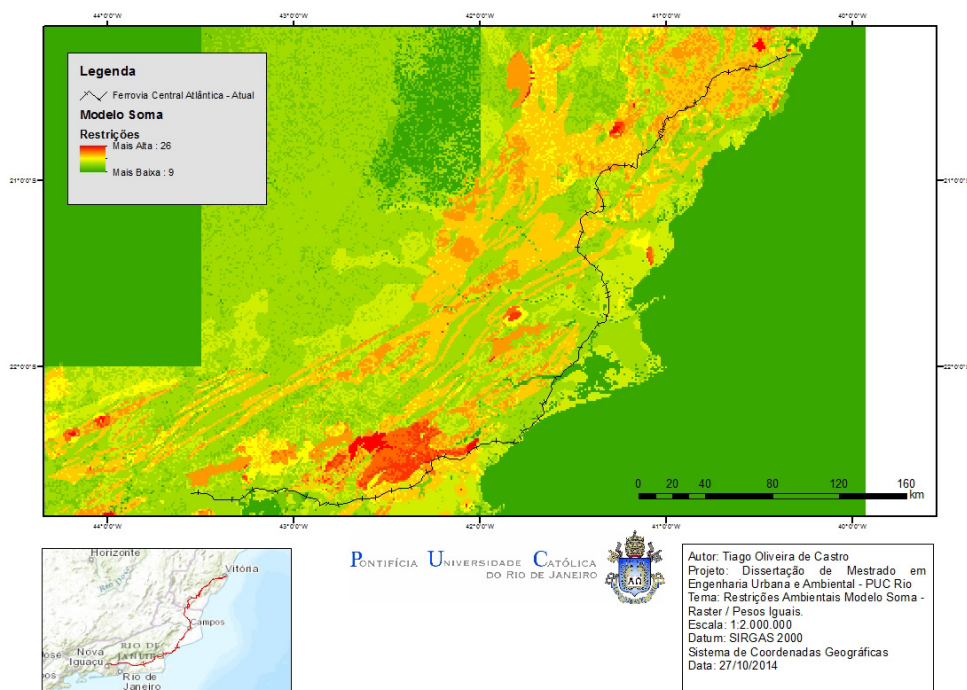 44°0'0"W 43°0'0"W 42°0'0"W 41°0'0"W 40°0'0"W
Legenda
Ferrovia Central Atlântica - Atual
Modelo Soma
Restrições
Mais Alta : 26
Mais Baixa : 9
21°0'0"S 21°0'0"S
22°0'0"S 22°0'0"S
0 20 40 80 120 160
km
44°0'0"W 43°0'0"W 42°0'0"W 41°0'0"W 40°0'0"W
Horizonte
Vitória
Campos
RIO DE
JANEIRO
Nova
Iguaçu
Rio de
Janeiro
PONTIFÍCIA UNIVERSIDADE CATÓLICA
DO RIO DE JANEIRO
Autor: Tiago Oliveira de Castro
Projeto: Dissertação de Mestrado em
Engenharia Urbana e Ambiental - PUC Rio
Tema: Restrições Ambientais Modelo Soma -
Raster / Pesos Iguais.
Escala: 1:2.000.000
Datum: SIRGAS 2000
Sistema de Coordenadas Geográficas
Data: 27/10/2014